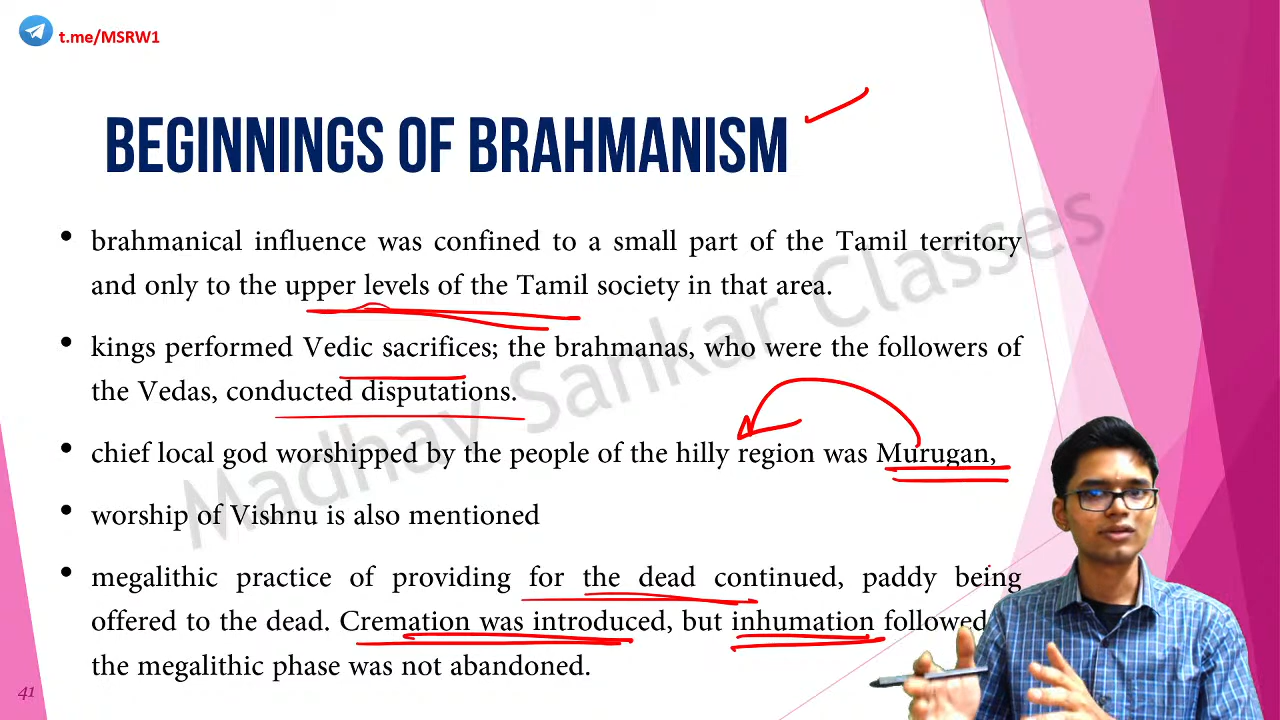 t.me/MSRW1
BEGINNINGS OF BRAHMANISM
• brahmanical influence was confined to a small part of the Tamil territory
and only to the upper levels of the Tamil society in that area.
• kings performed Vedic sacrifices; the brahmanas, who were the followers of
the Vedas, conducted disputations.
• chief local god worshipped by the people of the hilly region was Murugan,
• worship of Vishnu is also mentioned
• megalithic practice of providing for the dead continued, paddy being
offered to the dead. Cremation was introduced, but inhumation followed
the megalithic phase was not abandoned.
Madhav Sankar Classes
41